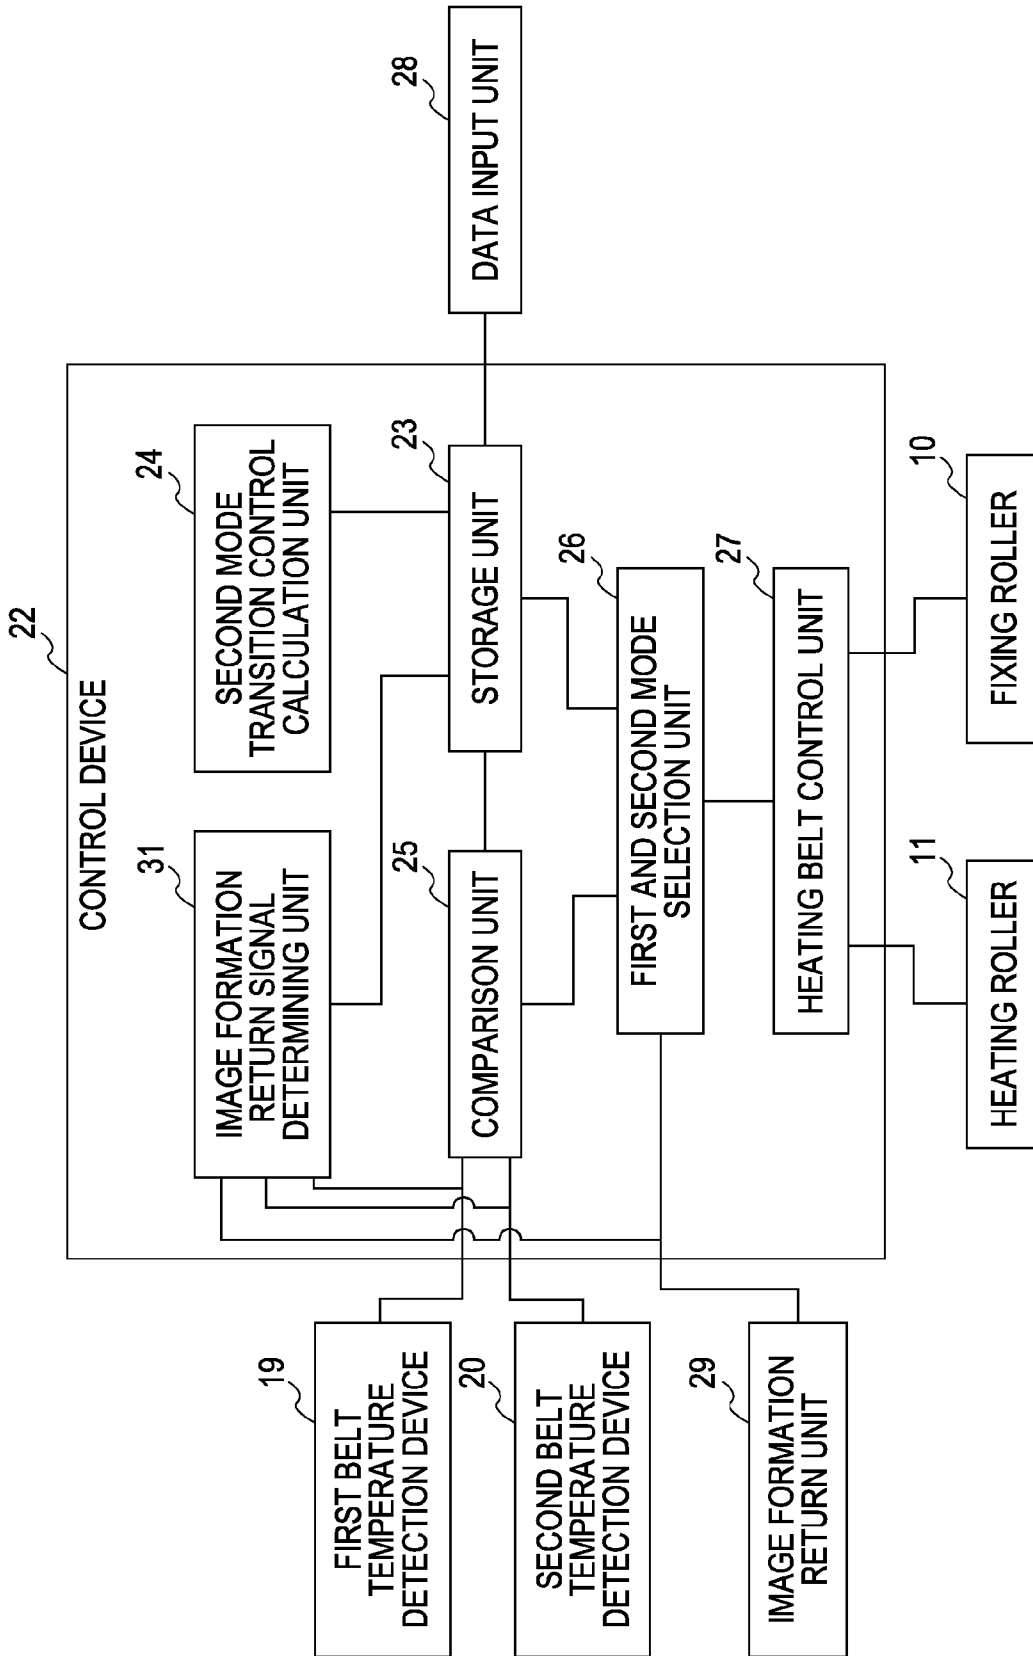 22
CONTROL DEVICE
19
FIRST BELT
TEMPERATURE
DETECTION DEVICE
20
SECOND BELT
TEMPERATURE
DETECTION DEVICE
29
IMAGE FORMATION
RETURN UNIT
31
IMAGE FORMATION
RETURN SIGNAL
DETERMINING UNIT
24
SECOND MODE
TRANSITION CONTROL
CALCULATION UNIT
25
COMPARISON UNIT
23
STORAGE UNIT
28
DATA INPUT UNIT
26
FIRST AND SECOND MODE
SELECTION UNIT
27
HEATING BELT CONTROL UNIT
11
HEATING ROLLER
10
FIXING ROLLER